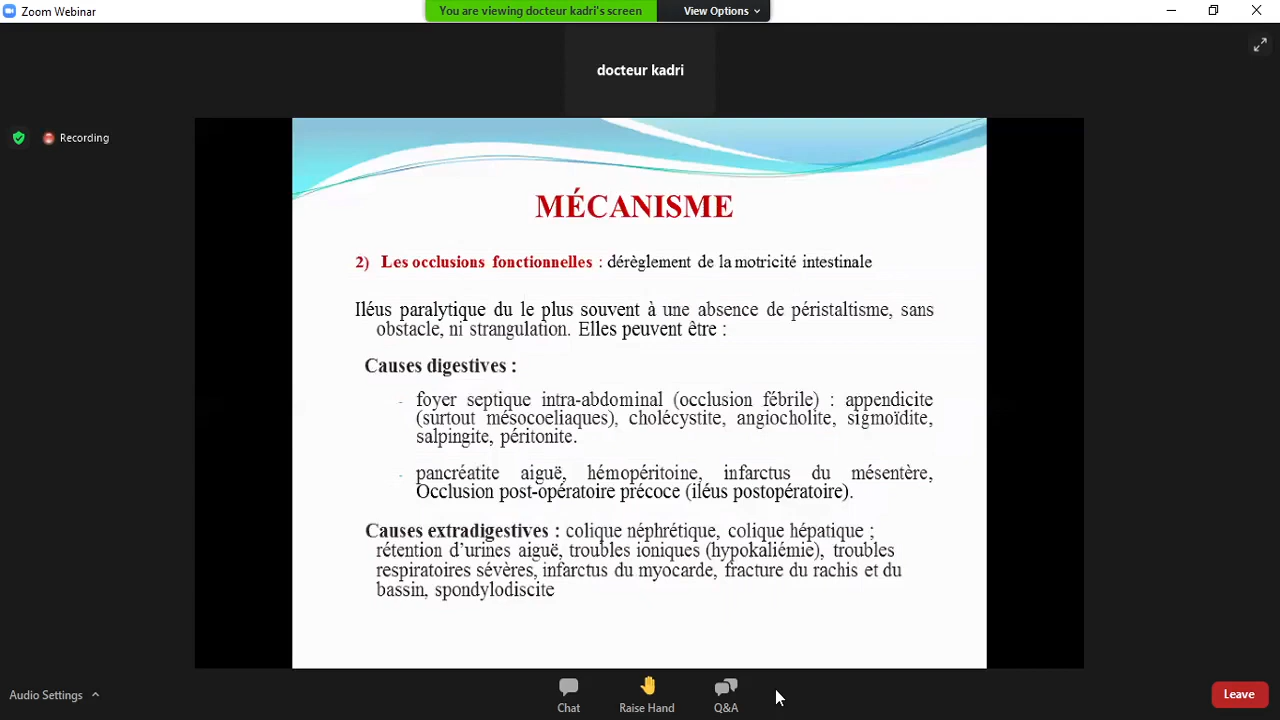 Zoom Webinar
You are viewing docteur kadri's screen
View Options
docteur kadri
Recording
MÉCANISME
2) Les occlusions fonctionnelles : dérèglement de la motricité intestinale
Iléus paralytique du le plus souvent à une absence de péristaltisme, sans
obstacle, ni strangulation. Elles peuvent être :
Causes digestives :
- foyer septique intra-abdominal (occlusion fébrile) : appendicite
(surtout mésocoeliaques), cholécystite, angiocholite, sigmoïdite,
salpingite, péritonite.
- pancréatite aiguë, hémopéritoine, infarctus du mésentère,
Occlusion post-opératoire précoce (iléus postopératoire).
Causes extradigestives : colique néphrétique, colique hépatique ;
rétention d'urines aiguë, troubles ioniques (hypokaliémie), troubles
respiratoires sévères, infarctus du myocarde, fracture du rachis et du
bassin, spondylodiscite
Audio Settings
Chat
Raise Hand
Q&A
Leave